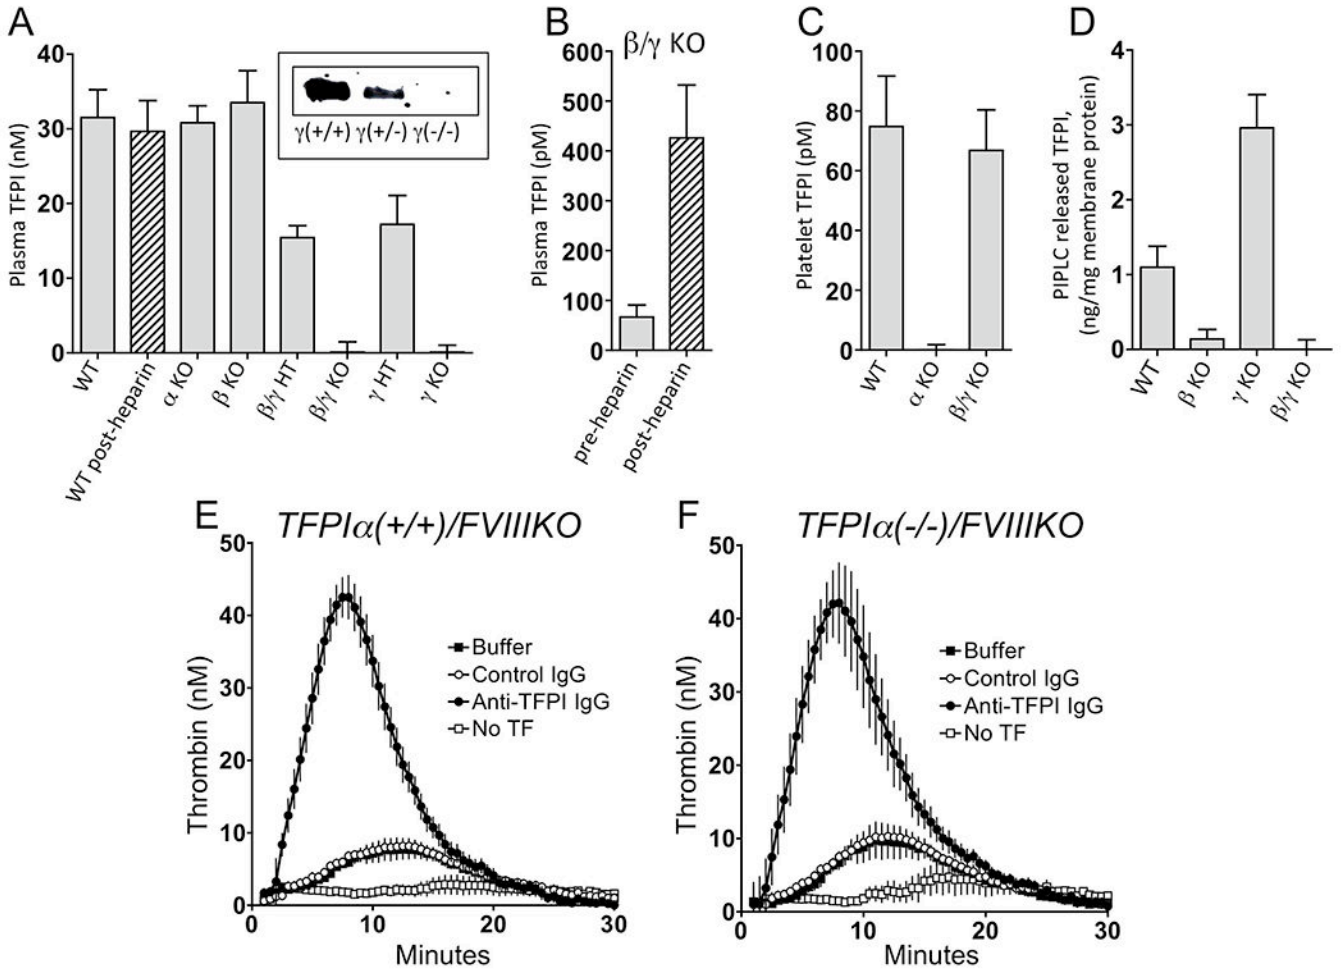 A
Plasma TFPI (nM)
40
30
20
10
0
γ(+/+) γ(+/-) γ(-/-)
WT
WT post-heparin
α KO
β KO
β/γ HT
β/γ KO
γ HT
γ KO
B
β/γ KO
Plasma TFPI (pM)
600
500
400
300
200
100
0
pre-heparin
post-heparin
C
Platelet TFPI (pM)
100
80
60
40
20
0
WT
α KO
β/γ KO
D
PIPLC released TFPI,
(ng/mg membrane protein)
4
3
2
1
0
WT
β KO
γ KO
β/γ KO
E
TFPIα(+/+)/FVIIIKO
Thrombin (nM)
50
40
30
20
10
0
Buffer
Control IgG
Anti-TFPI IgG
No TF
0 10 20 30
Minutes
F
TFPIα(-/-)/FVIIIKO
Thrombin (nM)
50
40
30
20
10
0
Buffer
Control IgG
Anti-TFPI IgG
No TF
0 10 20 30
Minutes